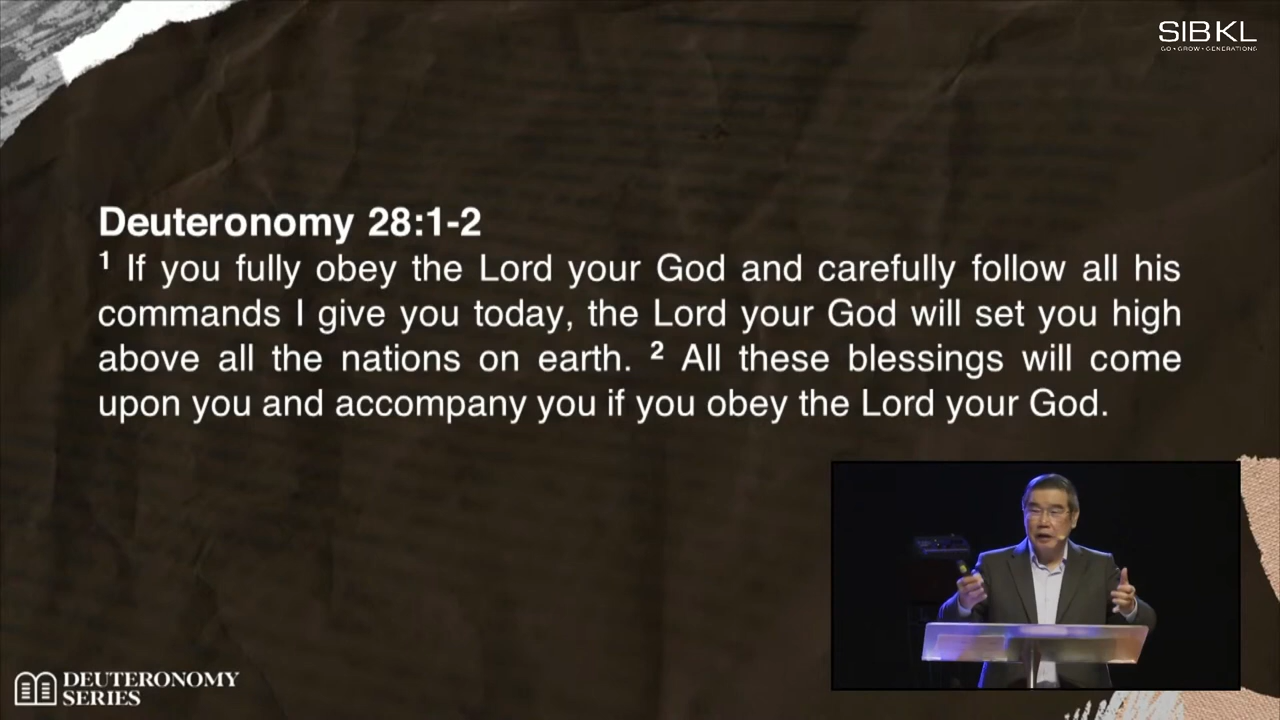 SIBKL
GO • GROW • GENERATIONS
Deuteronomy 28:1-2
1 If you fully obey the Lord your God and carefully follow all his
commands I give you today, the Lord your God will set you high
above all the nations on earth. 2 All these blessings will come
upon you and accompany you if you obey the Lord your God.
DEUTERONOMY
SERIES